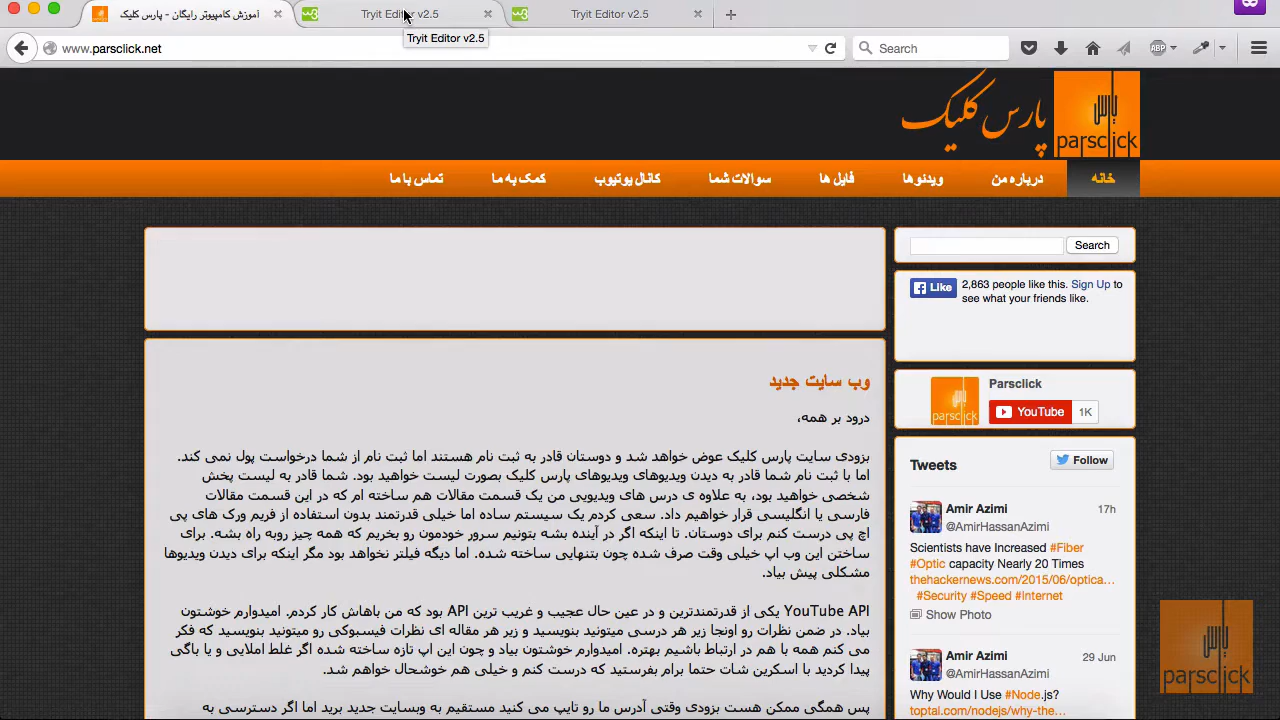 آموزش کامپیوتر رایگان - پارس کلیک
Tryit Editor v2.5
Tryit Editor v2.5
Tryit Editor v2.5
www.parsclick.net
Search
ABP
پارس کلیک
پارس
parsclick
خانه
درباره من
ویدئوها
فایل ها
سوالات شما
کانال یوتیوب
کمک به ما
تماس با ما
Search
Like
2,863 people like this. Sign Up to
see what your friends like.
Parsclick
parsclick
YouTube 1K
وب سایت جدید
درود بر همه،
بزودی سایت پارس کلیک عوض خواهد شد و دوستان قادر به ثبت نام هستند اما ثبت نام از شما درخواست پول نمی کند.
اما با ثبت نام شما قادر به دیدن ویدیوهای ویدیوهای پارس کلیک بصورت لیست خواهید بود. شما قادر به لیست پخش
شخصی خواهید بود، به علاوه ی درس های ویدیویی من یک قسمت مقالات هم ساخته ام که در این قسمت مقالات
فارسی یا انگلیسی قرار خواهیم داد. سعی کردم یک سیستم ساده اما خیلی قدرتمند بدون استفاده از فریم ورک های پی
اچ پی درست کنم برای دوستان. تا اینکه اگر در آینده بشه بتونیم سرور خودمون رو بخریم که همه چیز روبه راه بشه. برای
ساختن این وب اپ خیلی وقت صرف شده چون بتنهایی ساخته شده. اما دیگه فیلتر نخواهد بود مگر اینکه برای دیدن ویدیوها
مشکلی پیش بیاد.
YouTube API یکی از قدرتمندترین و در عین حال عجیب و غریب ترین API بود که من باهاش کار کردم. امیدوارم خوشتون
بیاد. در ضمن نظرات رو اونجا زیر هر درسی میتونید بنویسید و زیر هر مقاله ای نظرات فیسبوکی رو میتونید بنویسید که فکر
می کنم همه با هم در ارتباط باشیم بهتره. امیدوارم خوشتون بیاد و چون این اپ تازه ساخته شده اگر غلط املایی و یا باگی
پیدا کردید با اسکرین شات حتما برام بفرستید که درست کنم و خیلی هم خوشحال خواهم شد.
پس همگی ممکن هست بزودی وقتی آدرس ما رو تایپ می کنید مستقیم به وبسایت جدید برید اما اگر دسترسی به
Tweets
Follow
Amir Azimi 17h
@AmirHassanAzimi
Scientists have Increased #Fiber
#Optic capacity Nearly 20 Times
thehackernews.com/2015/06/optica…
#Security #Speed #Internet
Show Photo
Amir Azimi 29 Jun
@AmirHassanAzimi
Why Would I Use #Node.js?
toptal.com/nodejs/why-the…
parsclick